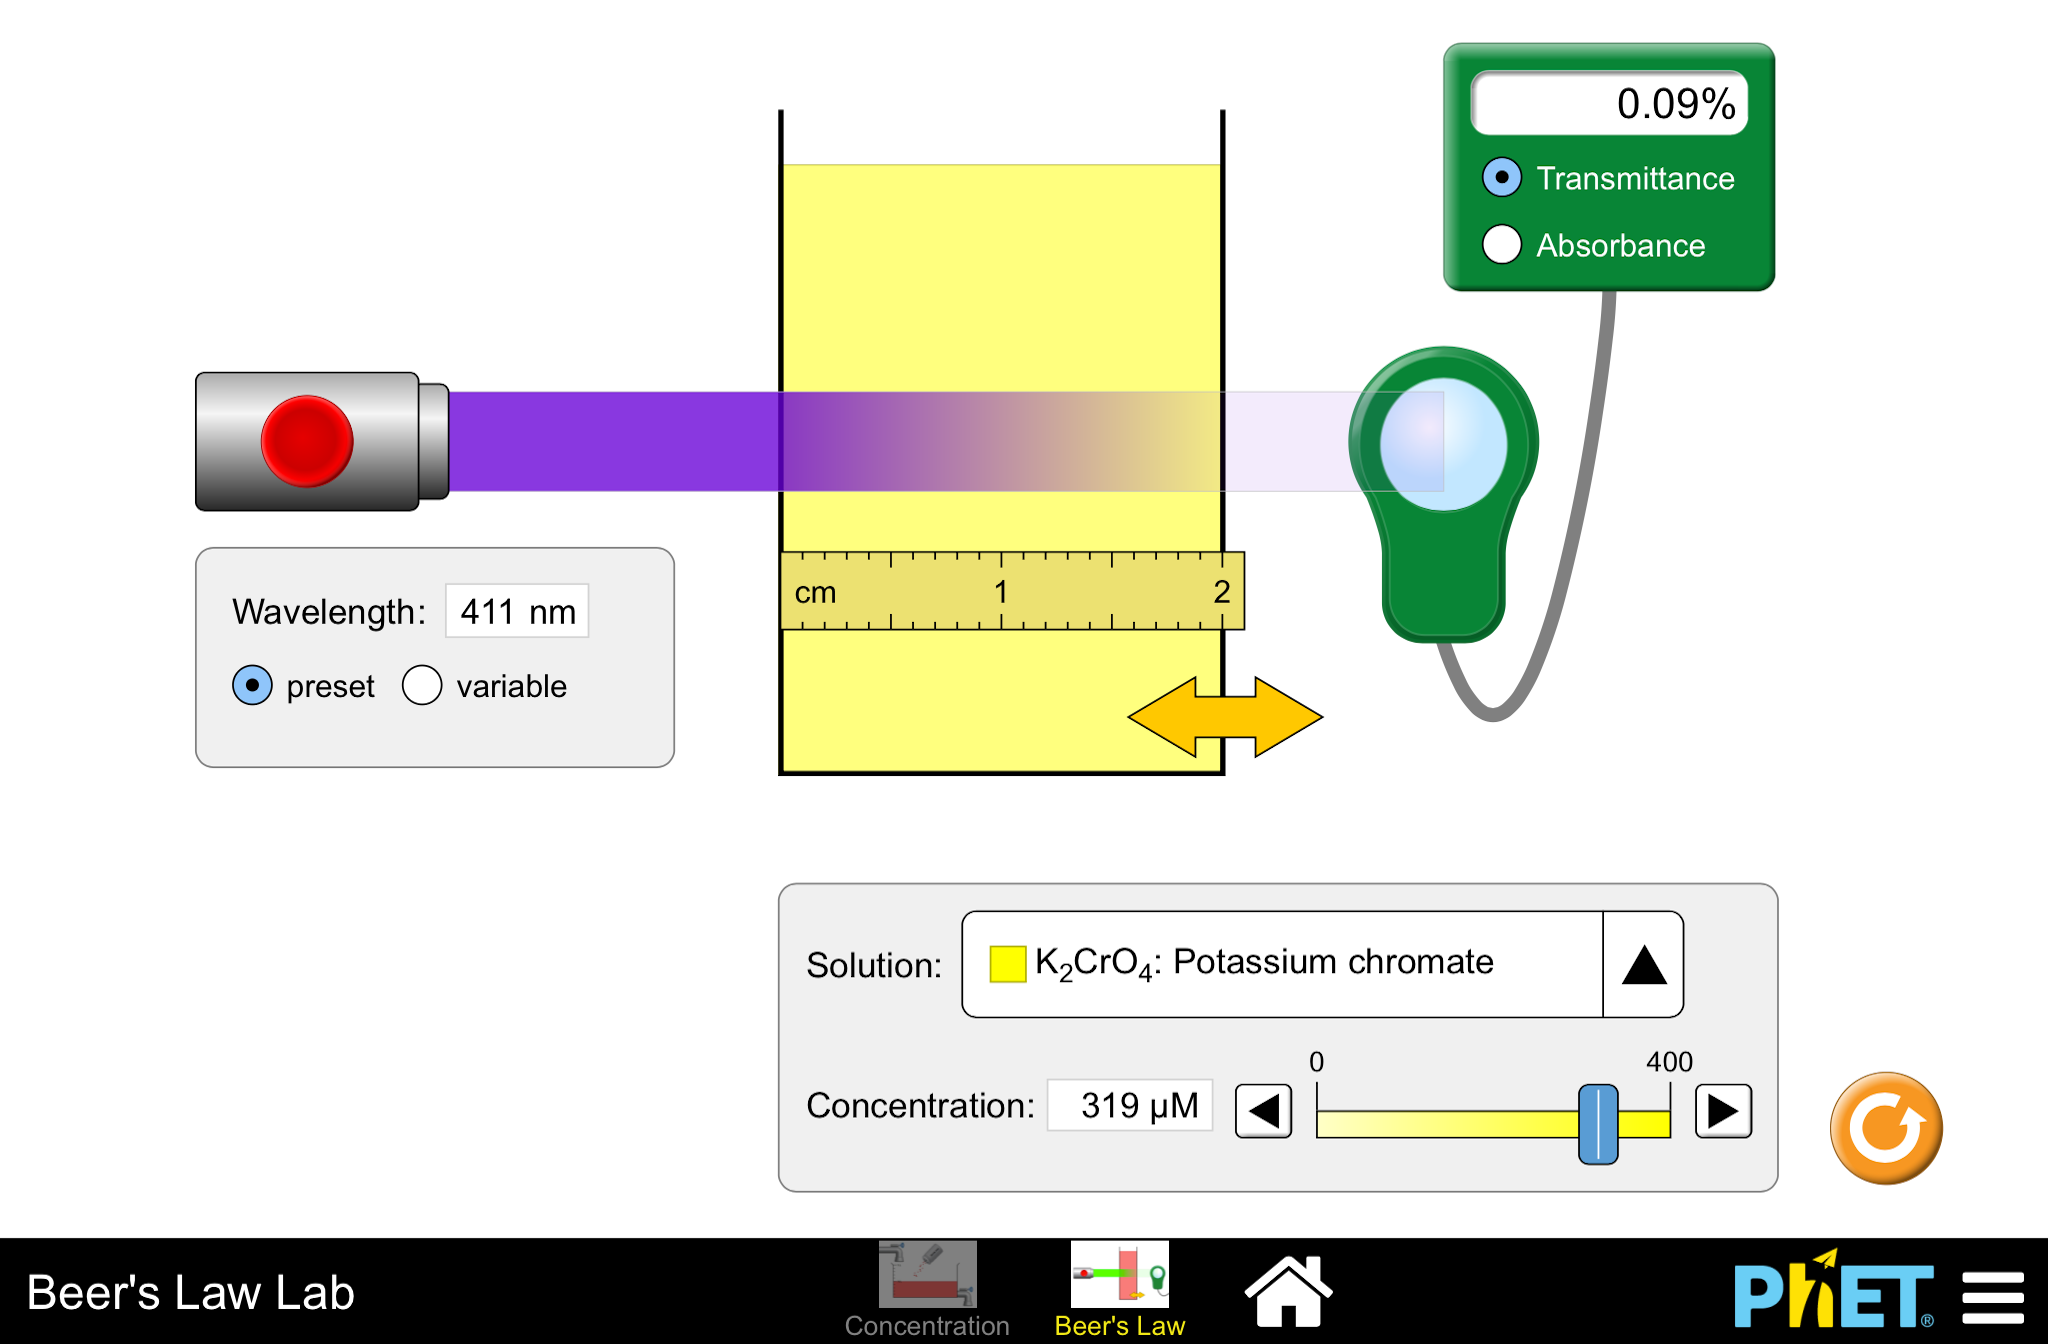 0.09%
Transmittance
Absorbance
Wavelength: 411 nm
preset variable
cm 1 2
Solution: K₂CrO₄: Potassium chromate
0 400
Concentration: 319 µM
Beer's Law Lab
Concentration
Beer's Law
PhET®